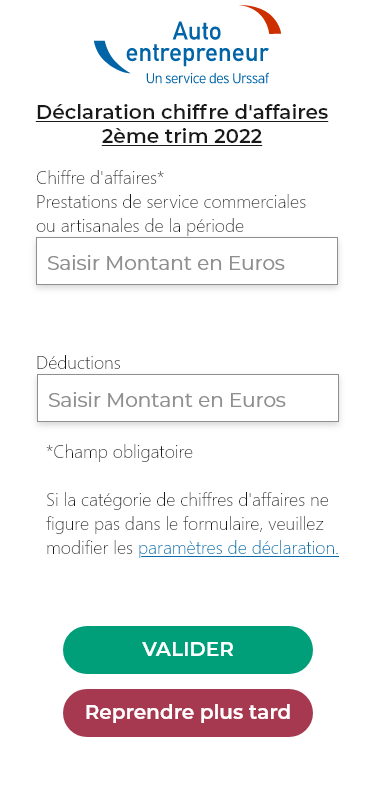 Auto
entrepreneur
Un service des Urssaf
Déclaration chiffre d'affaires
2ème trim 2022
Chiffre d'affaires*
Prestations de service commerciales
ou artisanales de la période
Saisir Montant en Euros
Déductions
Saisir Montant en Euros
*Champ obligatoire
Si la catégorie de chiffres d'affaires ne
figure pas dans le formulaire, veuillez
modifier les paramètres de déclaration.
VALIDER
Reprendre plus tard